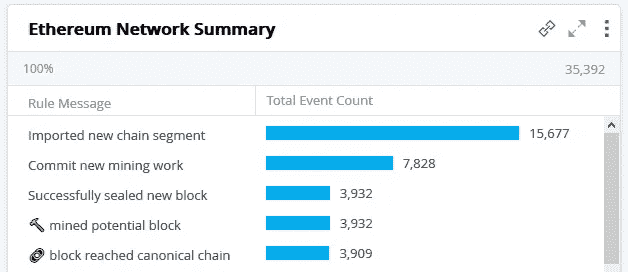 Ethereum Network Summary
100% 35,392
Rule Message Total Event Count
Imported new chain segment 15,677
Commit new mining work 7,828
Successfully sealed new block 3,932
🔨 mined potential block 3,932
🔗 block reached canonical chain 3,909